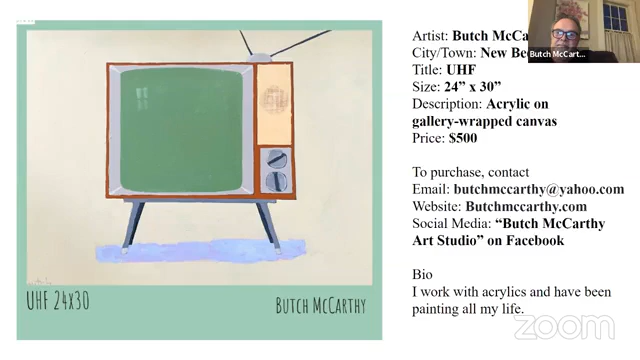 UHF 24x30
Butch McCarthy
Artist: Butch McCa
City/Town: New Be
Title: UHF
Size: 24” x 30”
Description: Acrylic on
gallery-wrapped canvas
Price: $500
To purchase, contact
Email: butchmccarthy@yahoo.com
Website: Butchmccarthy.com
Social Media: “Butch McCarthy
Art Studio” on Facebook
Bio
I work with acrylics and have been
painting all my life.
Butch McCart...
zoom